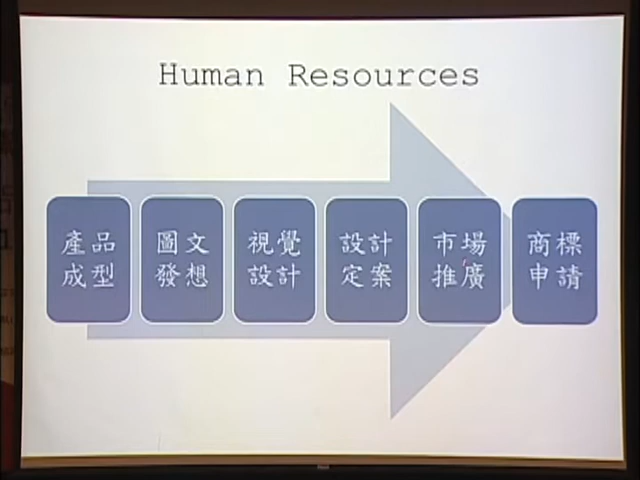 Human Resources
產品
成型
圖文
發想
視覺
設計
設計
定案
市場
推廣
商標
申請